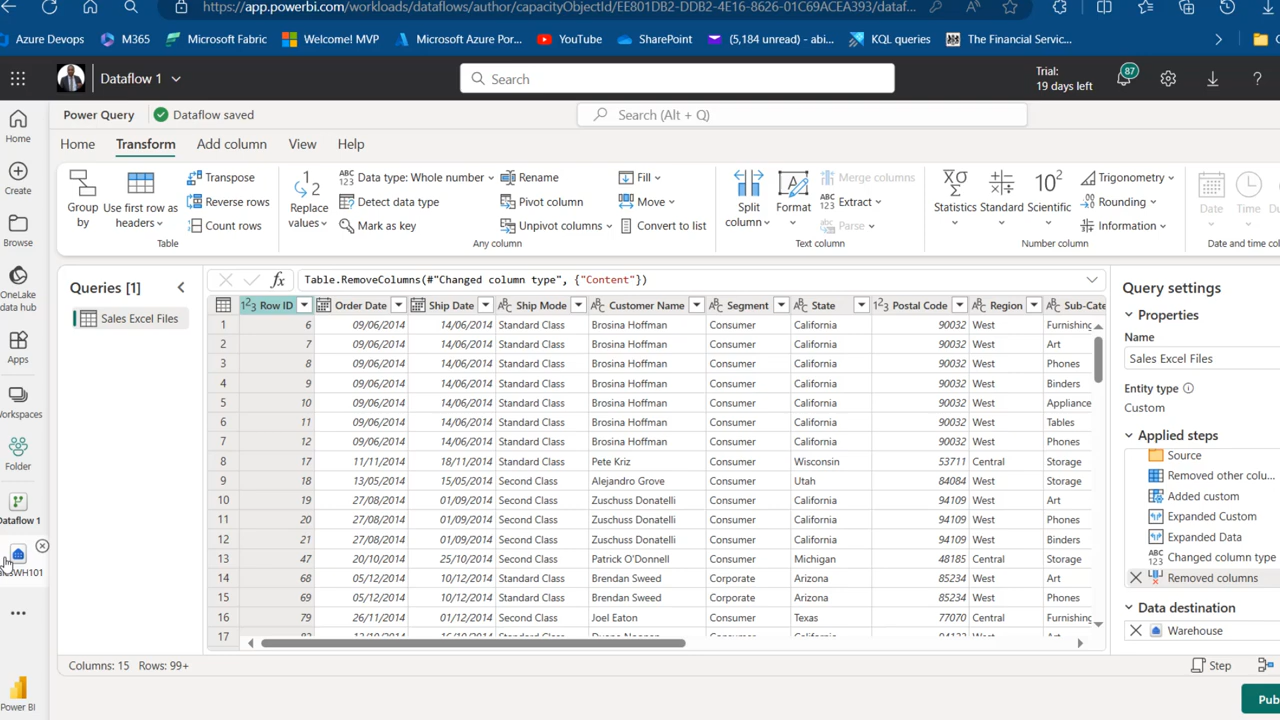 https://app.powerbi.com/workloads/dataflows/author/capacityObjectId/EE801DB2-DDB2-4E16-8626-01C69ACEA393/dataf...
Azure Devops M365 Microsoft Fabric Welcome! MVP Microsoft Azure Por... YouTube SharePoint (5,184 unread) - abi... KQL queries The Financial Servic...
Dataflow 1 Search Trial: 19 days left 87
Power Query Dataflow saved Search (Alt + Q)
Home Transform Add column View Help
Group by Use first row as headers Transpose Reverse rows Count rows Table
Replace values Data type: Whole number Detect data type Mark as key Rename Pivot column Unpivot columns Fill Move Convert to list Any column
Split column Format Merge columns Extract Parse Text column
Statistics Standard Scientific Trigonometry Rounding Information Number column
Date Time Date and time
Home
Create
Browse
OneLake data hub
Apps
Workspaces
Folder
Dataflow 1
Power BI
Queries [1]
Sales Excel Files
fx Table.RemoveColumns(#"Changed column type", {"Content"})
Row ID Order Date Ship Date Ship Mode Customer Name Segment State Postal Code Region Sub-Cate
1 6 09/06/2014 14/06/2014 Standard Class Brosina Hoffman Consumer California 90032 West Furnishing
2 7 09/06/2014 14/06/2014 Standard Class Brosina Hoffman Consumer California 90032 West Art
3 8 09/06/2014 14/06/2014 Standard Class Brosina Hoffman Consumer California 90032 West Phones
4 9 09/06/2014 14/06/2014 Standard Class Brosina Hoffman Consumer California 90032 West Binders
5 10 09/06/2014 14/06/2014 Standard Class Brosina Hoffman Consumer California 90032 West Appliance
6 11 09/06/2014 14/06/2014 Standard Class Brosina Hoffman Consumer California 90032 West Tables
7 12 09/06/2014 14/06/2014 Standard Class Brosina Hoffman Consumer California 90032 West Phones
8 17 11/11/2014 18/11/2014 Standard Class Pete Kriz Consumer Wisconsin 53711 Central Storage
9 18 13/05/2014 15/05/2014 Second Class Alejandro Grove Consumer Utah 84084 West Storage
10 19 27/08/2014 01/09/2014 Second Class Zuschuss Donatelli Consumer California 94109 West Art
11 20 27/08/2014 01/09/2014 Second Class Zuschuss Donatelli Consumer California 94109 West Phones
12 21 27/08/2014 01/09/2014 Second Class Zuschuss Donatelli Consumer California 94109 West Binders
13 47 20/10/2014 25/10/2014 Second Class Patrick O'Donnell Consumer Michigan 48185 Central Storage
14 68 05/12/2014 10/12/2014 Standard Class Brendan Sweed Corporate Arizona 85234 West Art
15 69 05/12/2014 10/12/2014 Standard Class Brendan Sweed Corporate Arizona 85234 West Phones
16 79 26/11/2014 01/12/2014 Standard Class Joel Eaton Consumer Texas 77070 Central Furnishing
17
Columns: 15 Rows: 99+
Query settings
Properties
Name
Sales Excel Files
Entity type
Custom
Applied steps
Source
Removed other colu...
Added custom
Expanded Custom
Expanded Data
Changed column type
Removed columns
Data destination
Warehouse
Step
Pub